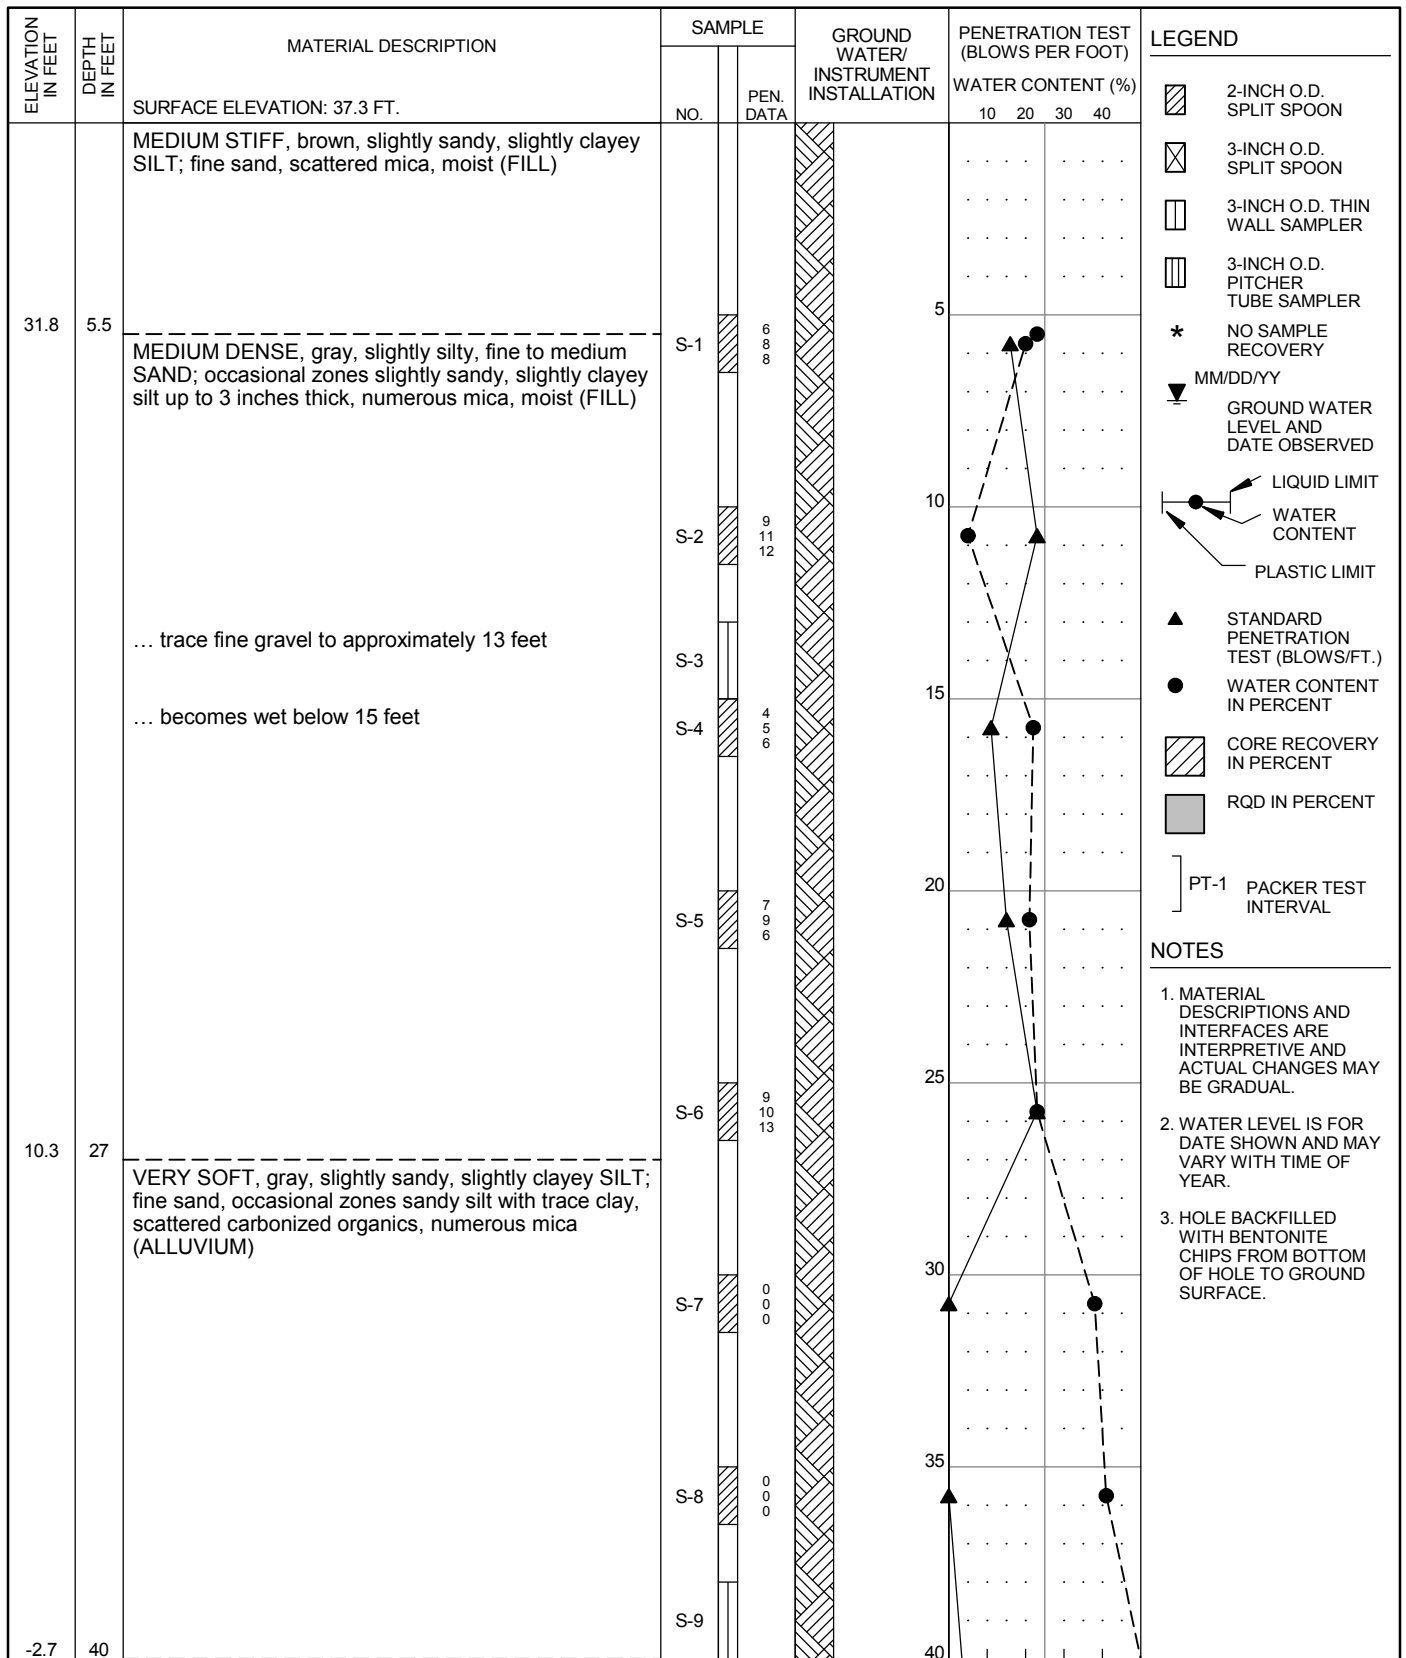 ELEVATION
IN FEET
DEPTH
IN FEET
MATERIAL DESCRIPTION
SURFACE ELEVATION: 37.3 FT.
SAMPLE
NO.
PEN.
DATA
GROUND
WATER/
INSTRUMENT
INSTALLATION
PENETRATION TEST
(BLOWS PER FOOT)
WATER CONTENT (%)
10 20 30 40
MEDIUM STIFF, brown, slightly sandy, slightly clayey
SILT; fine sand, scattered mica, moist (FILL)
5
31.8 5.5
MEDIUM DENSE, gray, slightly silty, fine to medium
SAND; occasional zones slightly sandy, slightly clayey
silt up to 3 inches thick, numerous mica, moist (FILL)
S-1
6
8
8
10
S-2
9
11
12
... trace fine gravel to approximately 13 feet
S-3
15
... becomes wet below 15 feet
S-4
4
5
6
20
S-5
7
9
6
25
S-6
9
10
13
10.3 27
VERY SOFT, gray, slightly sandy, slightly clayey SILT;
fine sand, occasional zones sandy silt with trace clay,
scattered carbonized organics, numerous mica
(ALLUVIUM)
30
S-7
0
0
0
35
S-8
0
0
0
S-9
-2.7 40
40
LEGEND
2-INCH O.D.
SPLIT SPOON
3-INCH O.D.
SPLIT SPOON
3-INCH O.D. THIN
WALL SAMPLER
3-INCH O.D.
PITCHER
TUBE SAMPLER
* NO SAMPLE
RECOVERY
MM/DD/YY
GROUND WATER
LEVEL AND
DATE OBSERVED
LIQUID LIMIT
WATER
CONTENT
PLASTIC LIMIT
STANDARD
PENETRATION
TEST (BLOWS/FT.)
WATER CONTENT
IN PERCENT
CORE RECOVERY
IN PERCENT
RQD IN PERCENT
PT-1 PACKER TEST
INTERVAL
NOTES
1. MATERIAL
DESCRIPTIONS AND
INTERFACES ARE
INTERPRETIVE AND
ACTUAL CHANGES MAY
BE GRADUAL.
2. WATER LEVEL IS FOR
DATE SHOWN AND MAY
VARY WITH TIME OF
YEAR.
3. HOLE BACKFILLED
WITH BENTONITE
CHIPS FROM BOTTOM
OF HOLE TO GROUND
SURFACE.